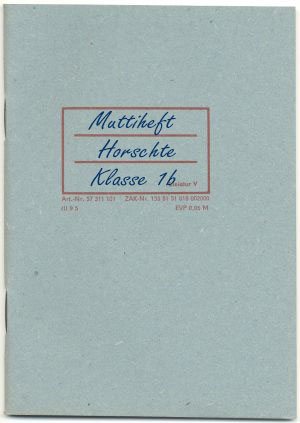 Muttiheft
Horschte
Klasse 1b
Lineatur V
Art.-Nr. 57 311 101 ZAK-Nr. 155 81 51 018 002000
rII 9 5 EVP 0,05 M